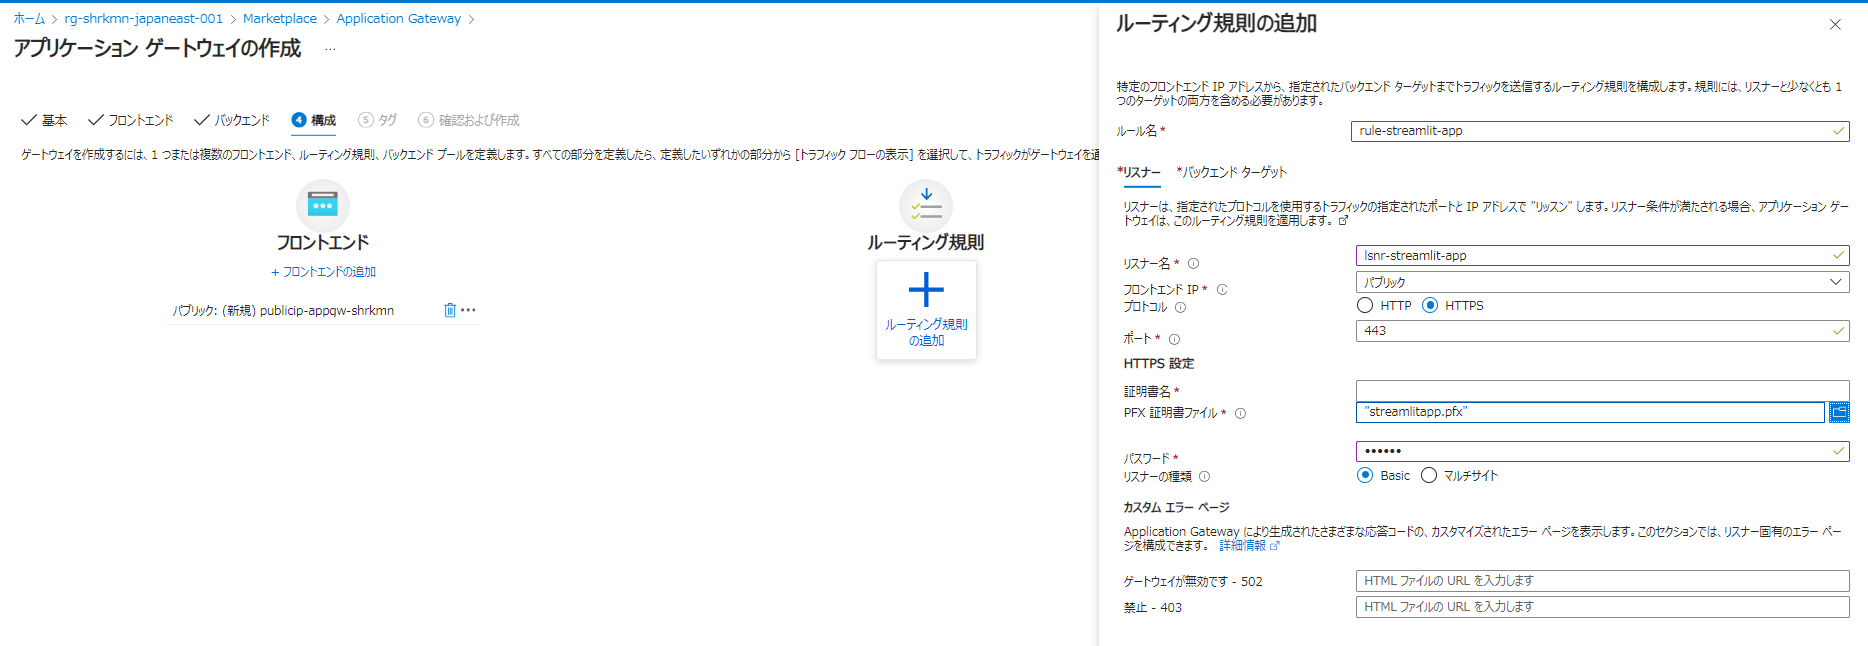 ホーム > rg-shrkmn-japaneast-001 > Marketplace > Application Gateway >
アプリケーション ゲートウェイの作成 …
基本 フロントエンド バックエンド 4 構成 5 タグ 6 確認および作成
ゲートウェイを作成するには、1 つまたは複数のフロントエンド、ルーティング規則、バックエンド プールを定義します。すべての部分を定義したら、定義したいずれかの部分から [トラフィック フローの表示] を選択して、トラフィックがゲートウェイを通
フロントエンド
+ フロントエンドの追加
パブリック: (新規) publicip-appgw-shrkmn
ルーティング規則
ルーティング規則
の追加
ルーティング規則の追加
特定のフロントエンド IP アドレスから、指定されたバックエンド ターゲットまでトラフィックを送信するルーティング規則を構成します。規則には、リスナーと少なくとも 1
つのターゲットの両方を含める必要があります。
ルール名 * rule-streamlit-app
*リスナー *バックエンド ターゲット
リスナーは、指定されたプロトコルを使用するトラフィックの指定されたポートと IP アドレスで "リッスン" します。リスナー条件が満たされる場合、アプリケーション ゲー
トウェイは、このルーティング規則を適用します。
リスナー名 * lsnr-streamlit-app
フロントエンド IP * パブリック
プロトコル HTTP HTTPS
ポート * 443
HTTPS 設定
証明書名 *
PFX 証明書ファイル * "streamlitapp.pfx"
パスワード * ••••••
リスナーの種類 Basic マルチサイト
カスタム エラー ページ
Application Gateway により生成されたさまざまな応答コードの、カスタマイズされたエラー ページを表示します。このセクションでは、リスナー固有のエラー ペー
ジを構成できます。 詳細情報
ゲートウェイが無効です - 502 HTML ファイルの URL を入力します
禁止 - 403 HTML ファイルの URL を入力します